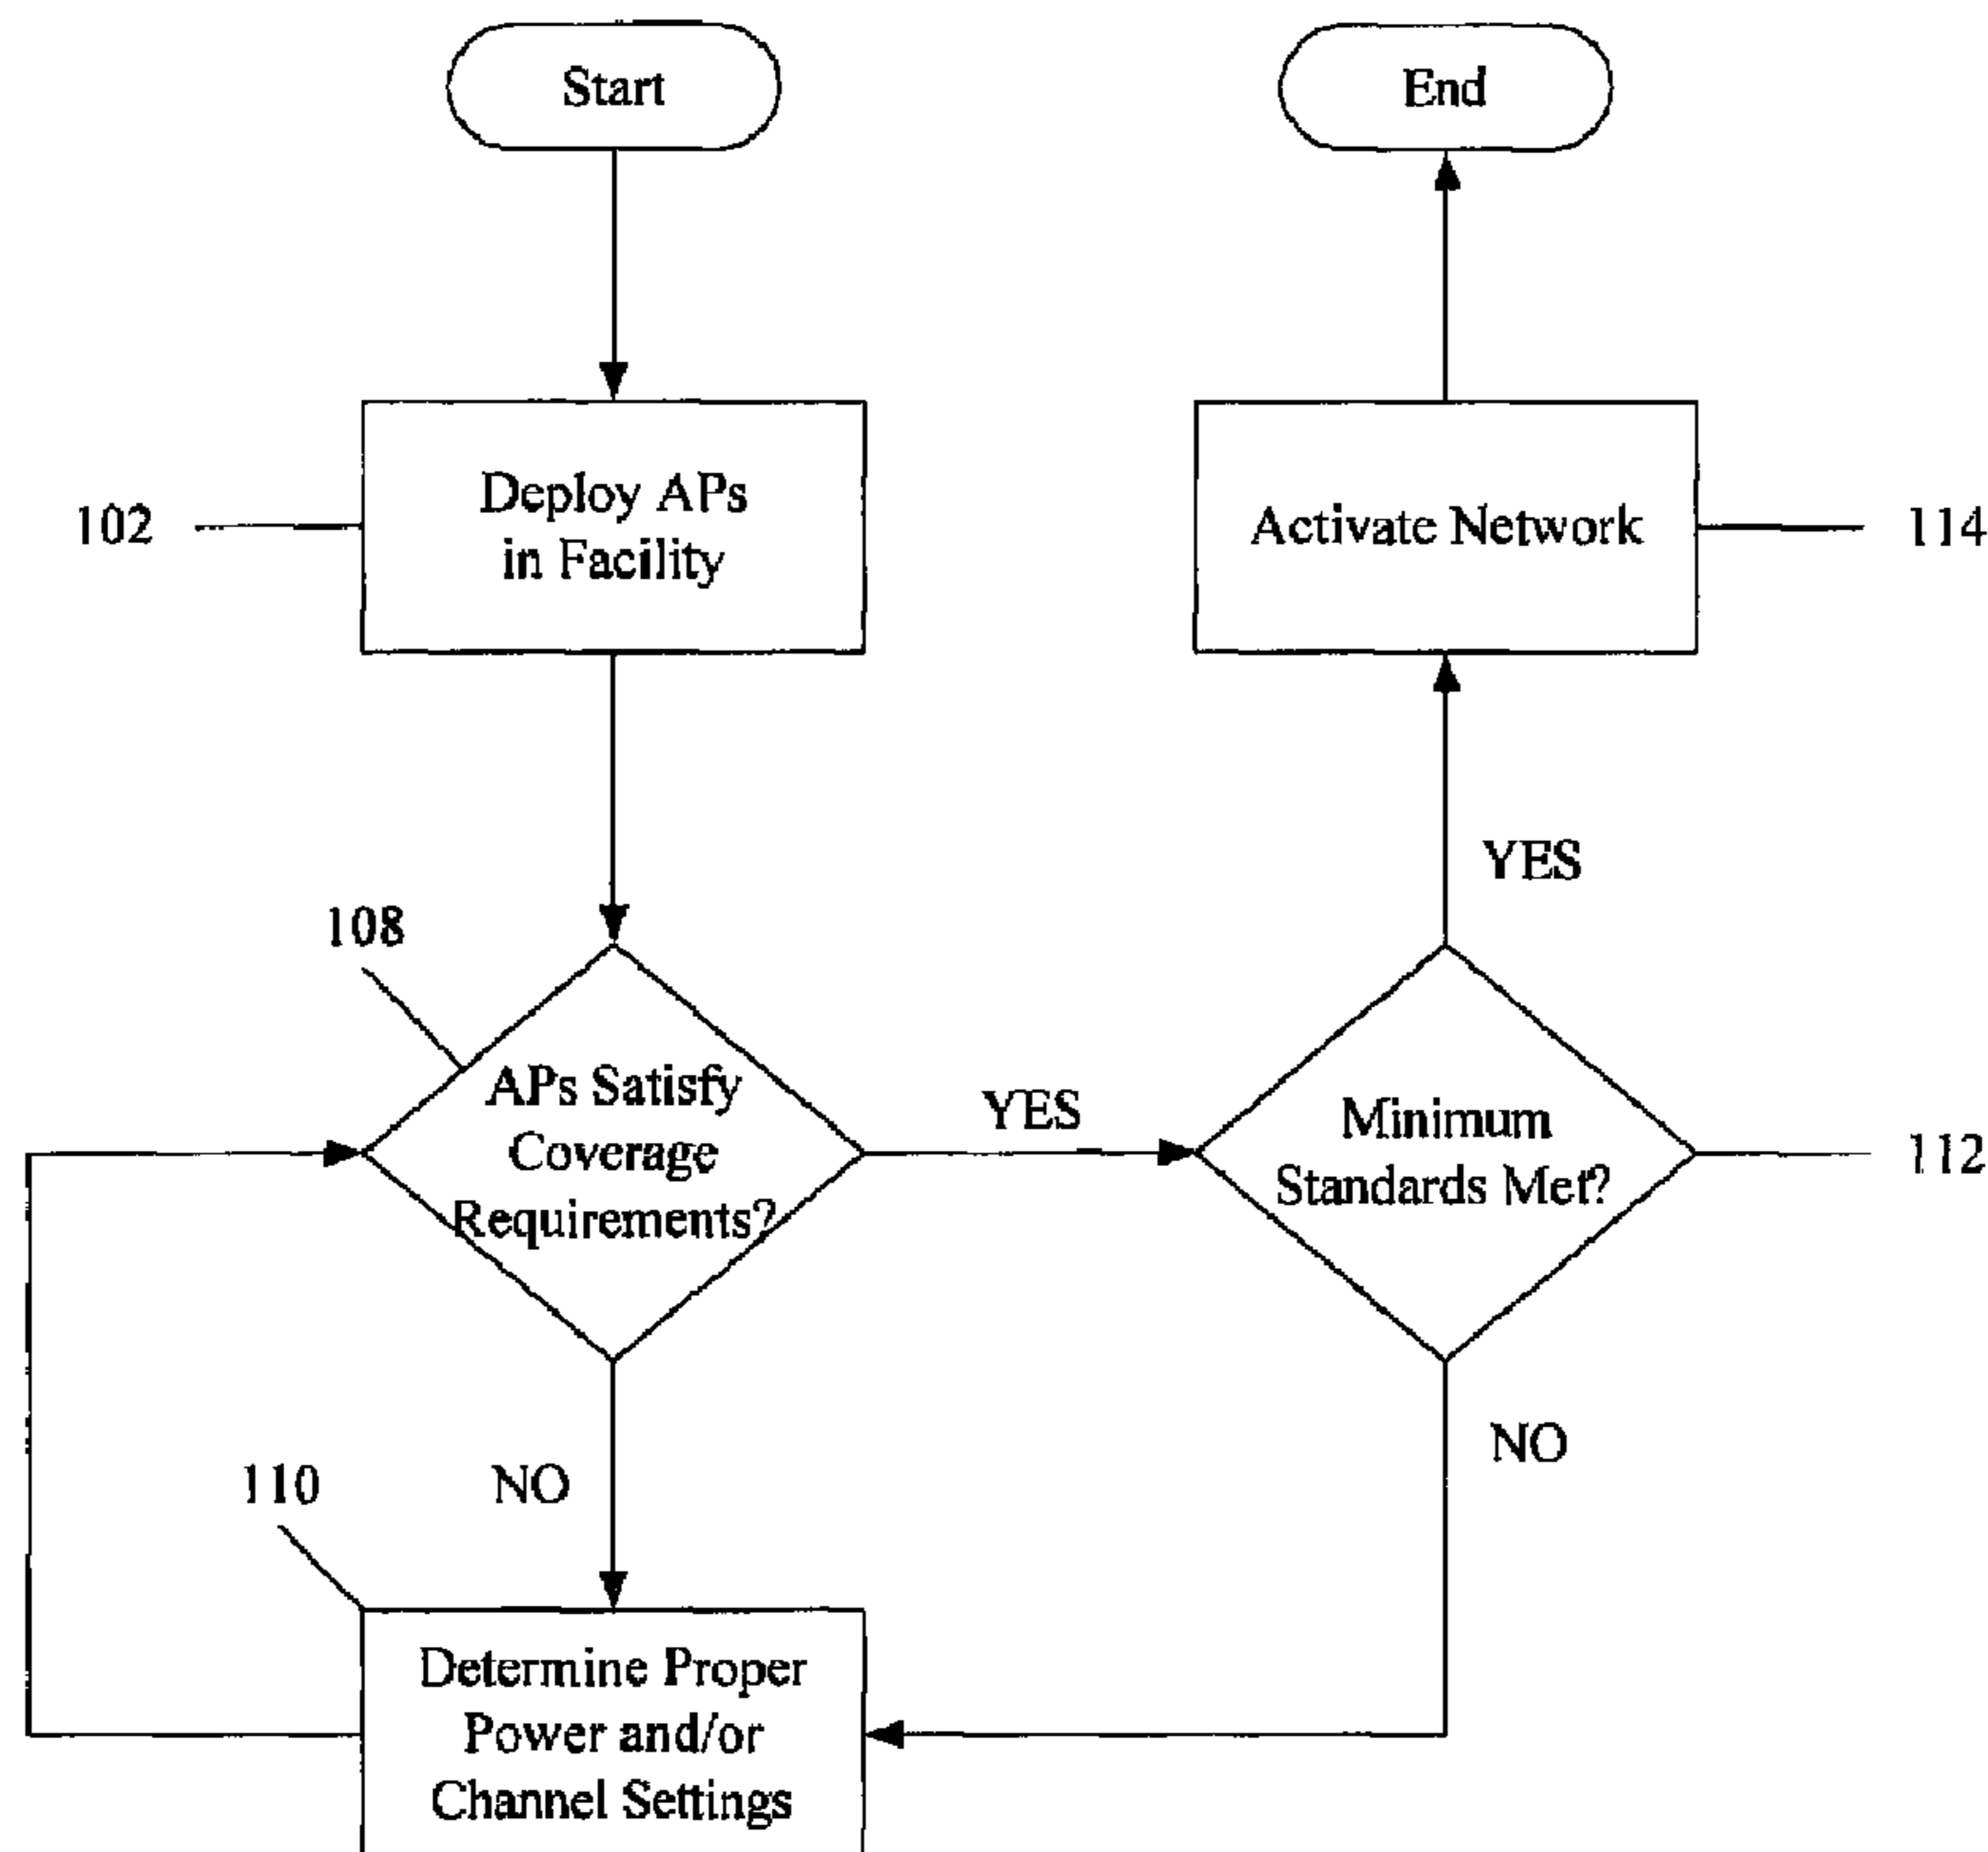 Start
End
Deploy APs
in Facility
102
Activate Network
114
YES
108
APs Satisfy
Coverage
Requirements?
YES
Minimum
Standards Met?
112
NO
NO
110
Determine Proper
Power and/or
Channel Settings